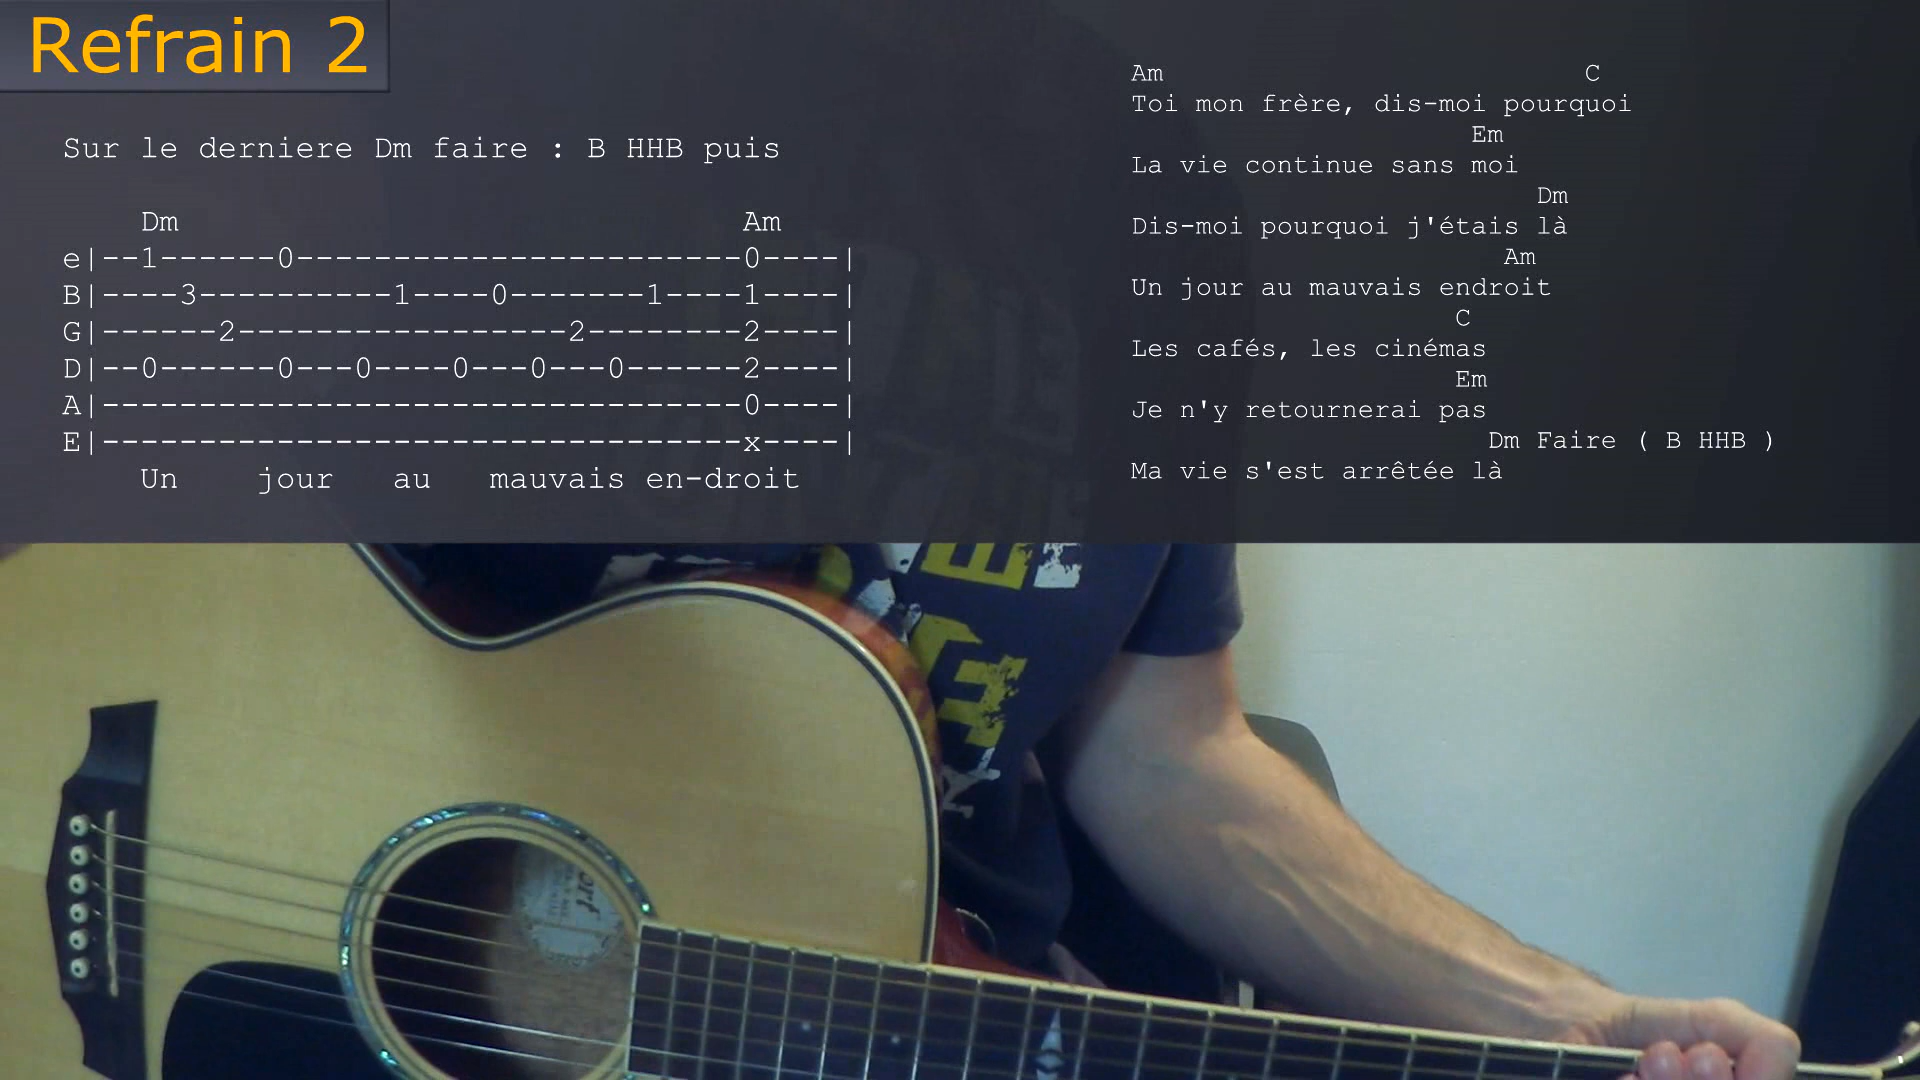 Refrain 2
Sur le derniere Dm faire : B HHB puis
Dm Am
e|--1------0-----------------------0----|
B|----3----------1----0-------1----1----|
G|------2-----------------2--------2----|
D|--0------0---0----0---0---0------2----|
A|---------------------------------0----|
E|---------------------------------x----|
Un jour au mauvais en-droit
Am C
Toi mon frère, dis-moi pourquoi
Em
La vie continue sans moi
Dm
Dis-moi pourquoi j'étais là
Am
Un jour au mauvais endroit
C
Les cafés, les cinémas
Em
Je n'y retournerai pas
Dm Faire ( B HHB )
Ma vie s'est arrêtée là